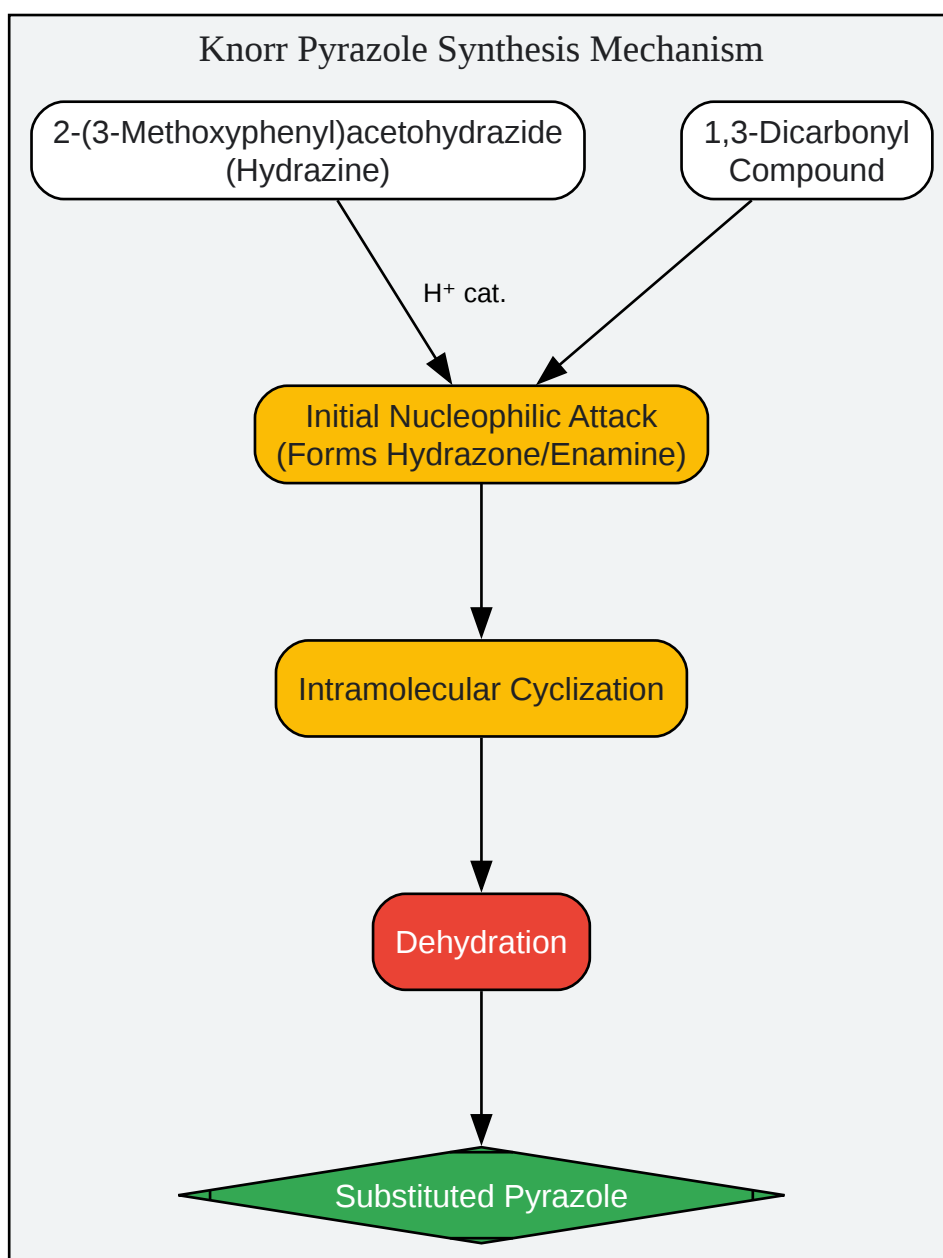 Knorr Pyrazole Synthesis Mechanism
2-(3-Methoxyphenyl)acetohydrazide
(Hydrazine)
1,3-Dicarbonyl
Compound
H⁺ cat.
Initial Nucleophilic Attack
(Forms Hydrazone/Enamine)
Intramolecular Cyclization
Dehydration
Substituted Pyrazole